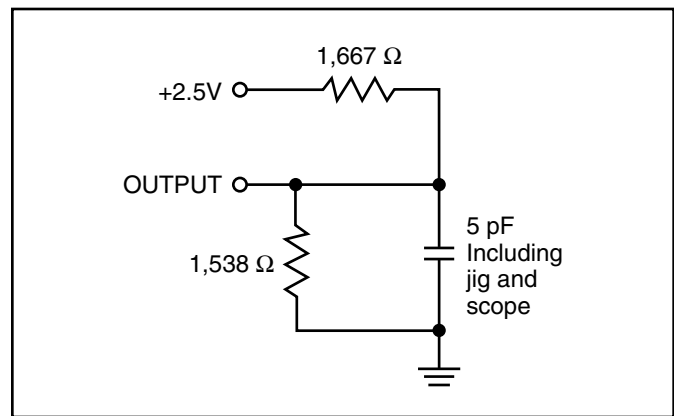 1,667 Ω
+2.5V
OUTPUT
1,538 Ω
5 pF
Including
jig and
scope